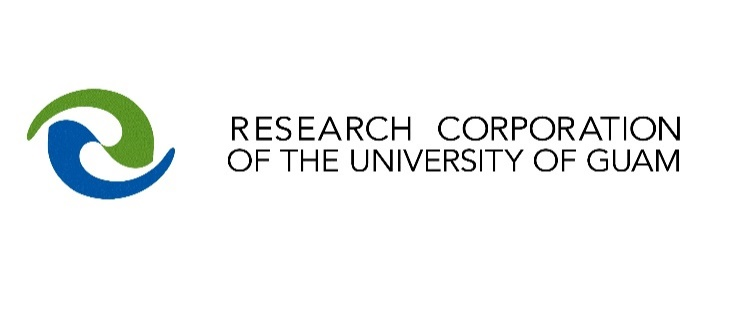 RESEARCH CORPORATION
OF THE UNIVERSITY OF GUAM